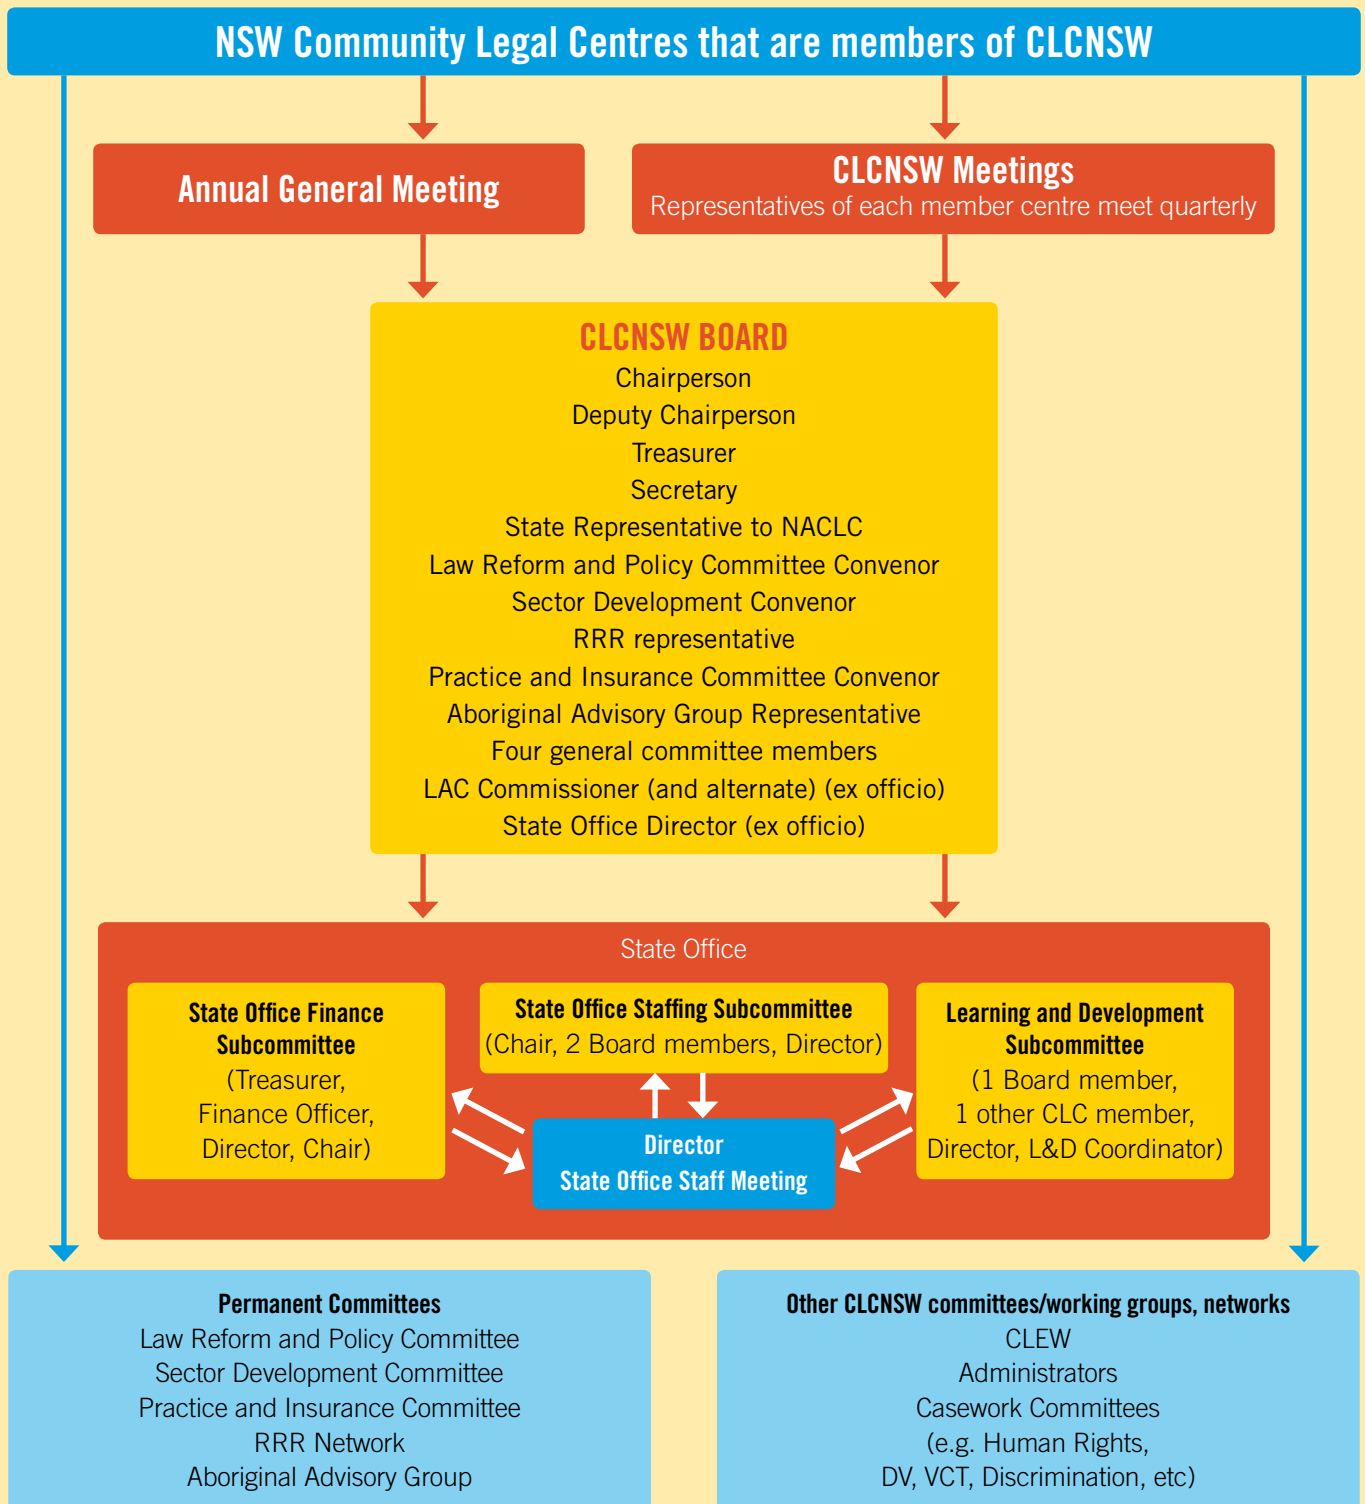 NSW Community Legal Centres that are members of CLCNSW
Annual General Meeting
CLCNSW Meetings
Representatives of each member centre meet quarterly
CLCNSW BOARD
Chairperson
Deputy Chairperson
Treasurer
Secretary
State Representative to NACLC
Law Reform and Policy Committee Convenor
Sector Development Convenor
RRR representative
Practice and Insurance Committee Convenor
Aboriginal Advisory Group Representative
Four general committee members
LAC Commissioner (and alternate) (ex officio)
State Office Director (ex officio)
State Office
State Office Finance
Subcommittee
(Treasurer,
Finance Officer,
Director, Chair)
State Office Staffing Subcommittee
(Chair, 2 Board members, Director)
Learning and Development
Subcommittee
(1 Board member,
1 other CLC member,
Director, L&D Coordinator)
Director
State Office Staff Meeting
Permanent Committees
Law Reform and Policy Committee
Sector Development Committee
Practice and Insurance Committee
RRR Network
Aboriginal Advisory Group
Other CLCNSW committees/working groups, networks
CLEW
Administrators
Casework Committees
(e.g. Human Rights,
DV, VCT, Discrimination, etc)